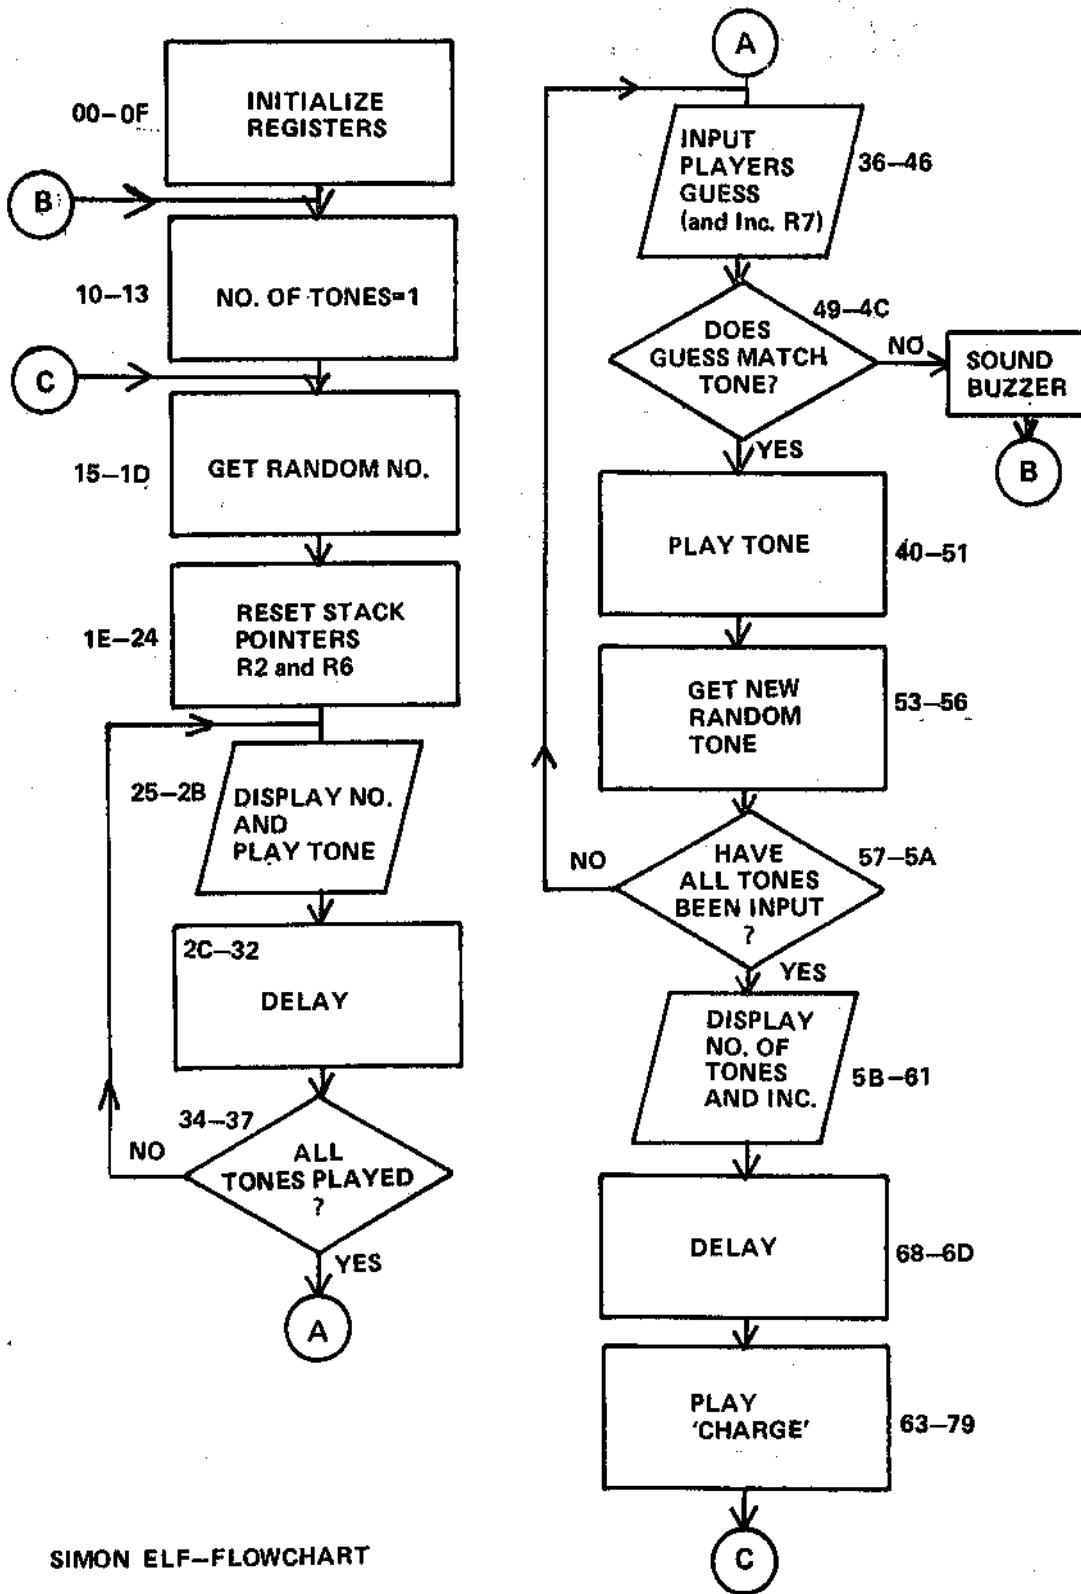 00-0F
INITIALIZE
REGISTERS
B
10-13
NO. OF TONES=1
C
15-1D
GET RANDOM NO.
1E-24
RESET STACK
POINTERS
R2 and R6
25-2B
DISPLAY NO.
AND
PLAY TONE
2C-32
DELAY
34-37
NO
ALL
TONES PLAYED
?
YES
A
SIMON ELF-FLOWCHART
A
INPUT
PLAYERS
GUESS
(and Inc. R7)
36-46
49-4C
DOES
GUESS MATCH
TONE?
NO
SOUND
BUZZER
B
YES
PLAY TONE
40-51
GET NEW
RANDOM
TONE
53-56
NO
HAVE
ALL TONES
BEEN INPUT
?
57-5A
YES
DISPLAY
NO. OF
TONES
AND INC.
5B-61
DELAY
68-6D
PLAY
'CHARGE'
63-79
C